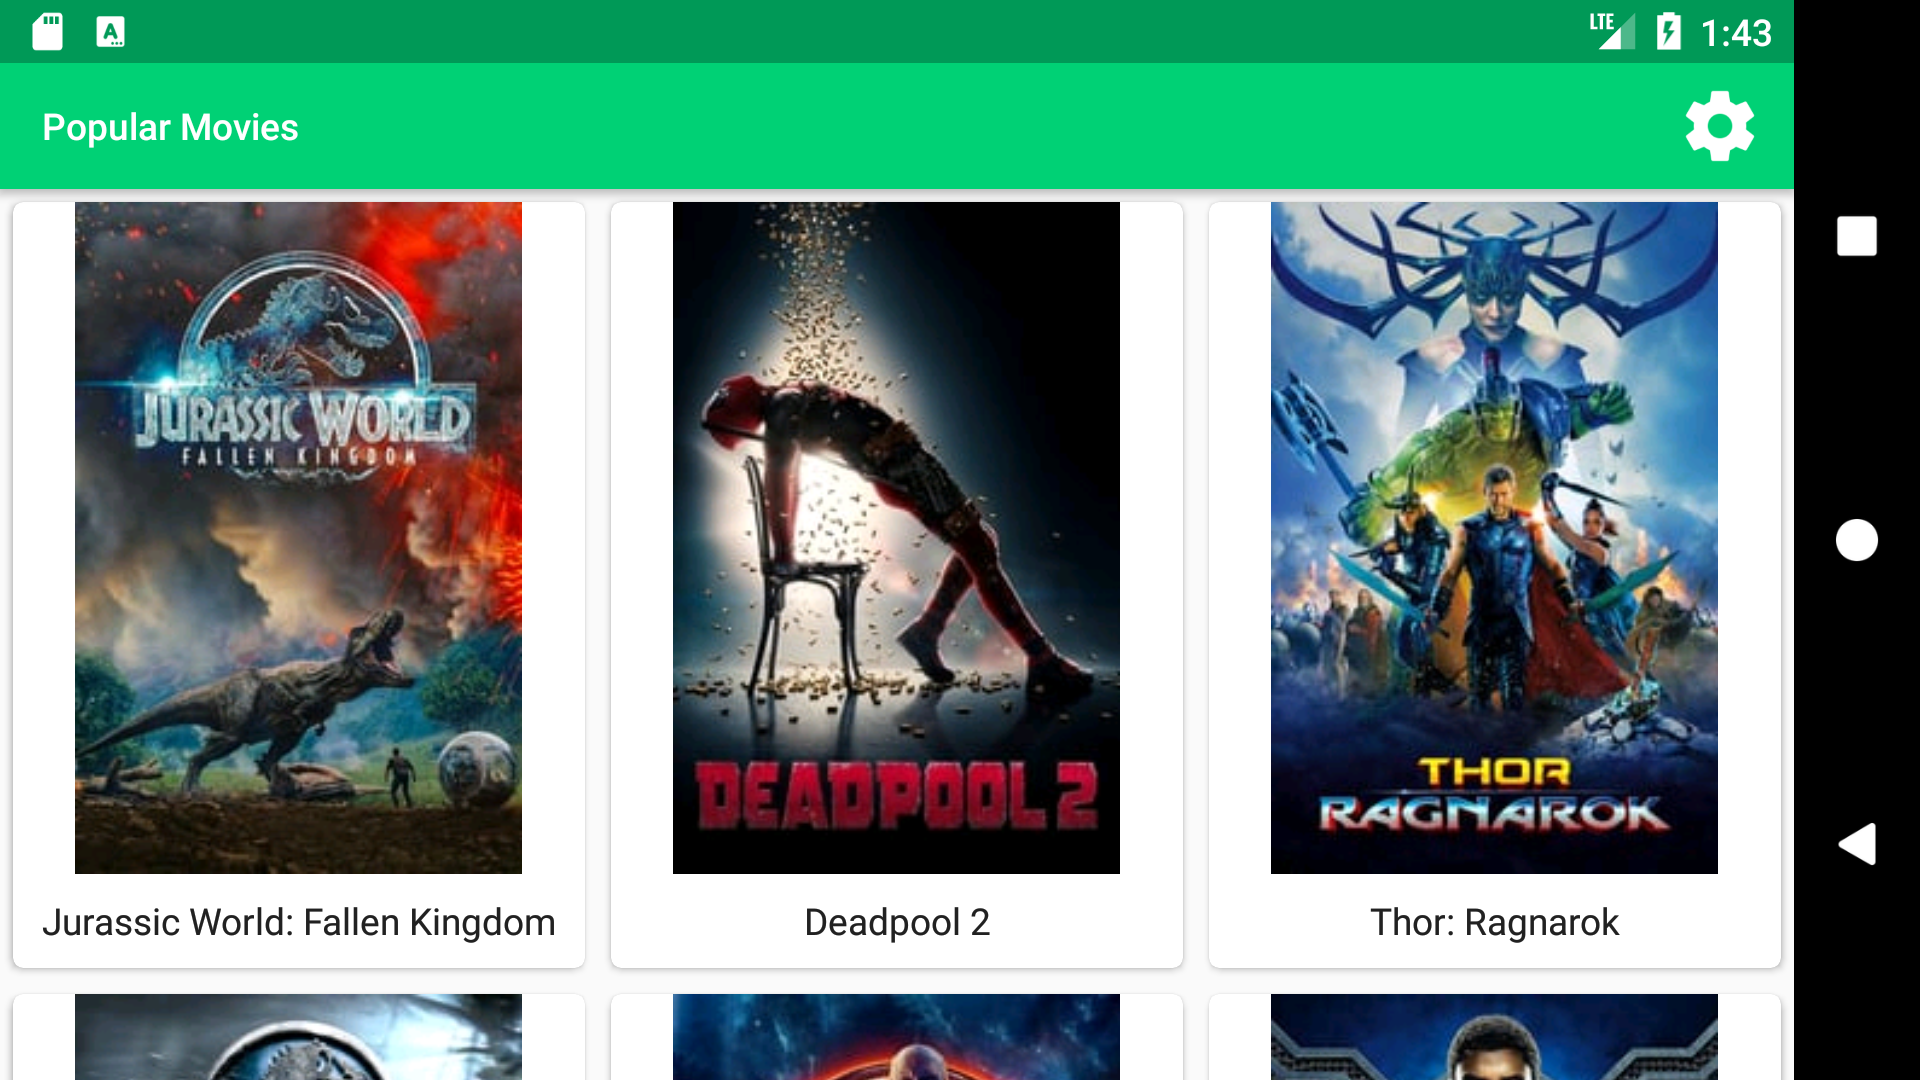 A
LTE
1:43
Popular Movies
JURASSIC WORLD
FALLEN KINGDOM
DEADPOOL 2
THOR
RAGNAROK
Jurassic World: Fallen Kingdom
Deadpool 2
Thor: Ragnarok